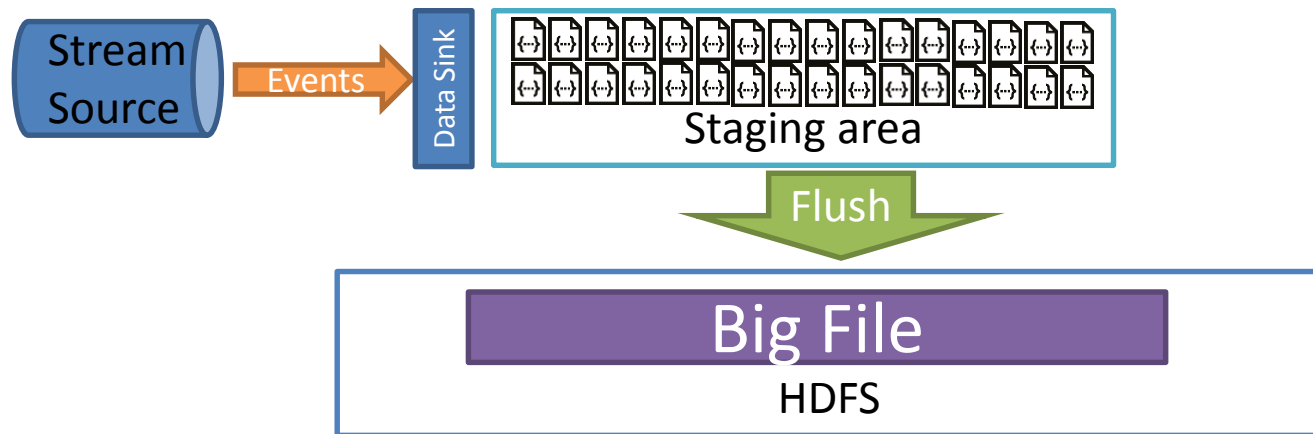 Stream
Source
Events
Data Sink
{...} {...} {...} {...} {...} {...} {...} {...} {...} {...} {...} {...} {...} {...} {...} {...}
{...} {...} {...} {...} {...} {...} {...} {...} {...} {...} {...} {...} {...} {...} {...} {...}
Staging area
Flush
Big File
HDFS